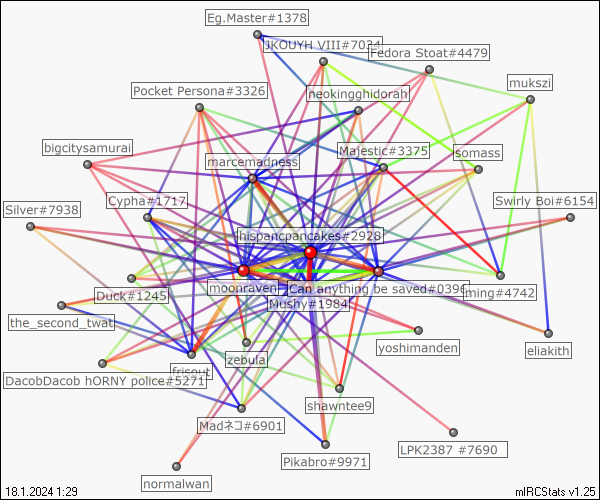 Eg.Master#1378
JKOUYH VIII#7034
Fedora Stoat#4479
mukszi
Pocket Persona#3326
neokingghidorah
bigcitysamurai
marcemadness
Majestic#3375
somass
Silver#7938
Cypha#1717
Swirly Boi#6154
hispancpancakes#2928
moonraven
Can anything be saved#0396
ming#4742
Duck#1245
Mushy#1984
the_second_twat
yoshimanden
eliakith
zebula
frisout
DacobDacob hORNY police#5271
shawntee9
Madネコ#6901
LPK2387 #7690
Pikabro#9971
normalwan
18.1.2024 1:29
mIRCStats v1.25